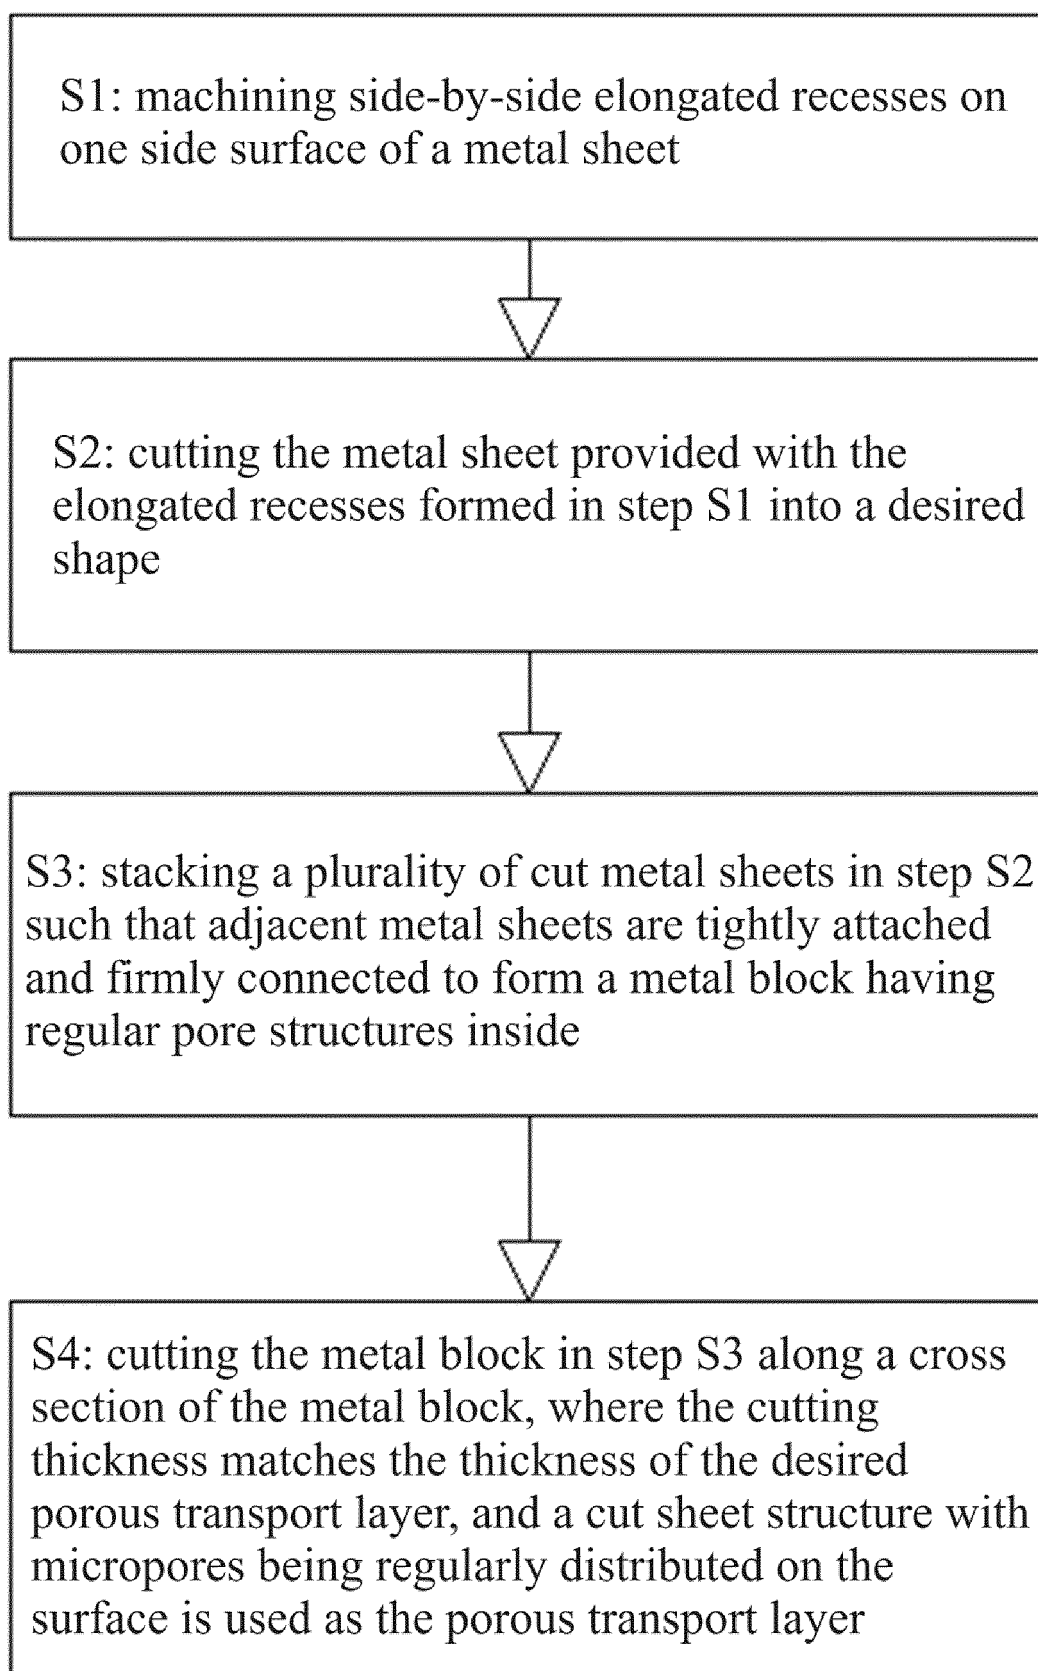 S1: machining side-by-side elongated recesses on
one side surface of a metal sheet
S2: cutting the metal sheet provided with the
elongated recesses formed in step S1 into a desired
shape
S3: stacking a plurality of cut metal sheets in step S2
such that adjacent metal sheets are tightly attached
and firmly connected to form a metal block having
regular pore structures inside
S4: cutting the metal block in step S3 along a cross
section of the metal block, where the cutting
thickness matches the thickness of the desired
porous transport layer, and a cut sheet structure with
micropores being regularly distributed on the
surface is used as the porous transport layer